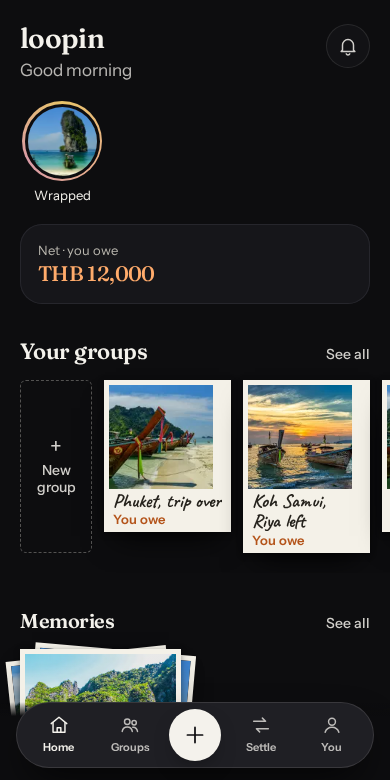 loopin
Good morning
Wrapped
Net · you owe
THB 12,000
Your groups
See all
+
New
group
Phuket, trip over
You owe
Koh Samui,
Riya left
You owe
Memories
See all
Home
Groups
+
Settle
You